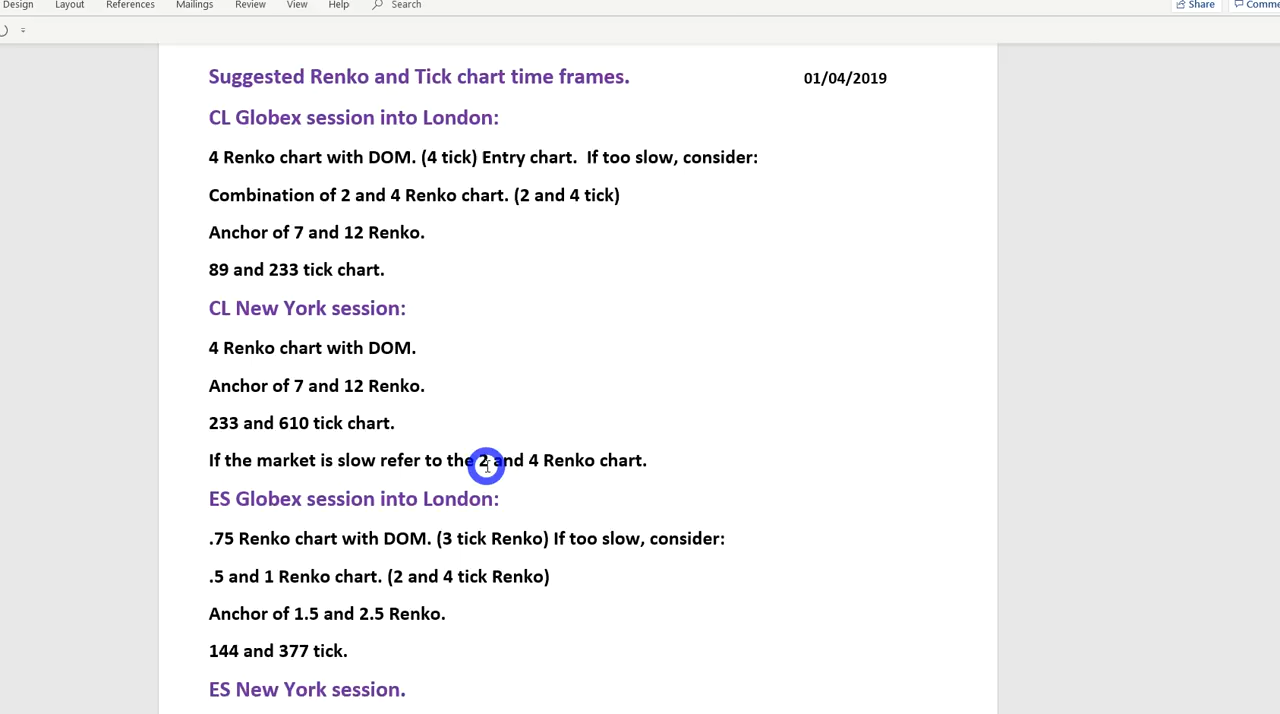 Design Layout References Mailings Review View Help Search Share Comme
Suggested Renko and Tick chart time frames. 01/04/2019
CL Globex session into London:
4 Renko chart with DOM. (4 tick) Entry chart. If too slow, consider:
Combination of 2 and 4 Renko chart. (2 and 4 tick)
Anchor of 7 and 12 Renko.
89 and 233 tick chart.
CL New York session:
4 Renko chart with DOM.
Anchor of 7 and 12 Renko.
233 and 610 tick chart.
If the market is slow refer to the 2 and 4 Renko chart.
ES Globex session into London:
.75 Renko chart with DOM. (3 tick Renko) If too slow, consider:
.5 and 1 Renko chart. (2 and 4 tick Renko)
Anchor of 1.5 and 2.5 Renko.
144 and 377 tick.
ES New York session.